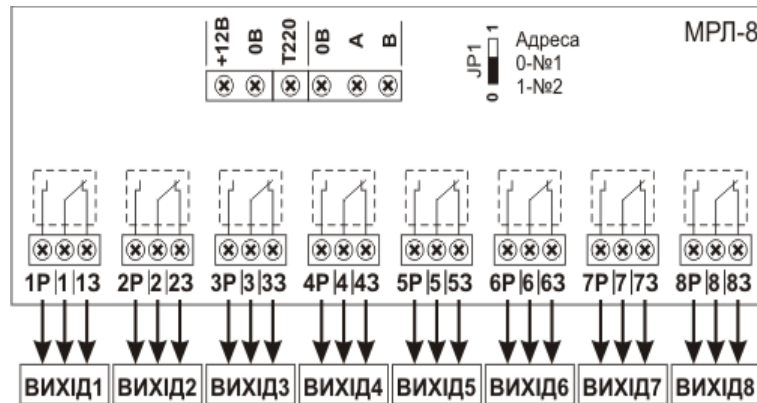 +12В 0В Т220 0В А В
JP1 0 1
Адреса
0-№1
1-№2
МРЛ-8
1Р|1|13 2Р|2|23 3Р|3|33 4Р|4|43 5Р|5|53 6Р|6|63 7Р|7|73 8Р|8|83
ВИХІД1 ВИХІД2 ВИХІД3 ВИХІД4 ВИХІД5 ВИХІД6 ВИХІД7 ВИХІД8